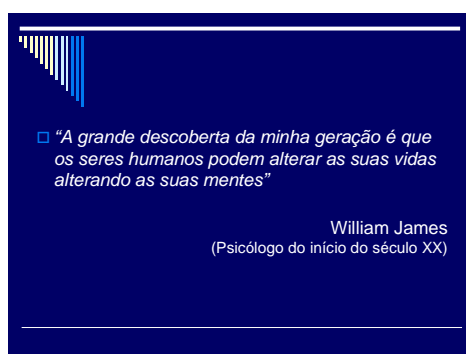 “A grande descoberta da minha geração é que
os seres humanos podem alterar as suas vidas
alterando as suas mentes”
William James
(Psicólogo do início do século XX)